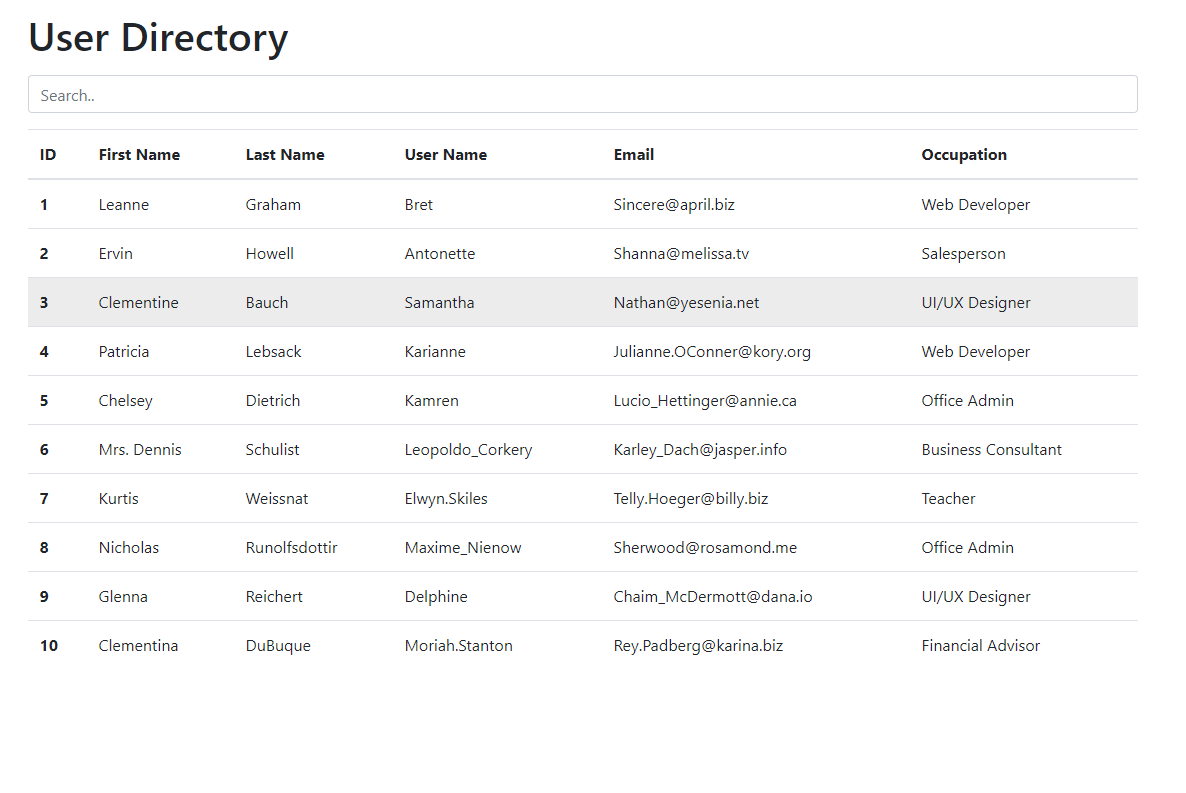 User Directory
Search..
ID First Name Last Name User Name Email Occupation
1 Leanne Graham Bret Sincere@april.biz Web Developer
2 Ervin Howell Antonette Shanna@melissa.tv Salesperson
3 Clementine Bauch Samantha Nathan@yesenia.net UI/UX Designer
4 Patricia Lebsack Karianne Julianne.OConner@kory.org Web Developer
5 Chelsey Dietrich Kamren Lucio_Hettinger@annie.ca Office Admin
6 Mrs. Dennis Schulist Leopoldo_Corkery Karley_Dach@jasper.info Business Consultant
7 Kurtis Weissnat Elwyn.Skiles Telly.Hoeger@billy.biz Teacher
8 Nicholas Runolfsdottir Maxime_Nienow Sherwood@rosamond.me Office Admin
9 Glenna Reichert Delphine Chaim_McDermott@dana.io UI/UX Designer
10 Clementina DuBuque Moriah.Stanton Rey.Padberg@karina.biz Financial Advisor